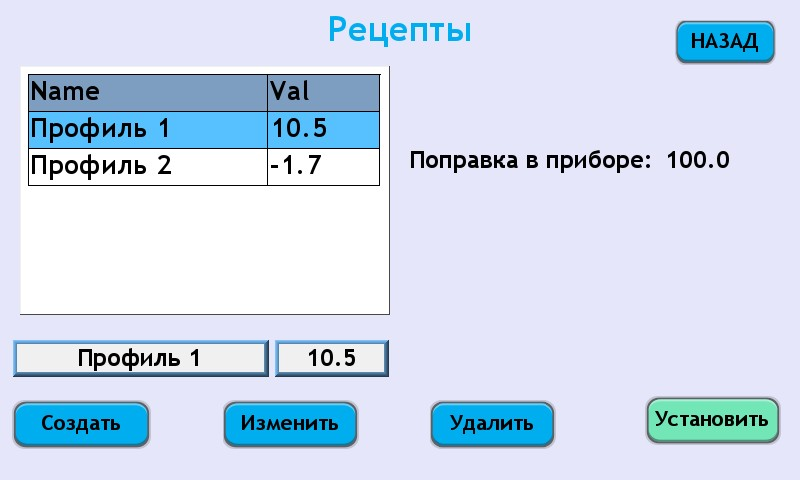 Рецепты
НАЗАД
Name Val
Профиль 1 10.5
Профиль 2 -1.7
Поправка в приборе: 100.0
Профиль 1 10.5
Создать Изменить Удалить Установить